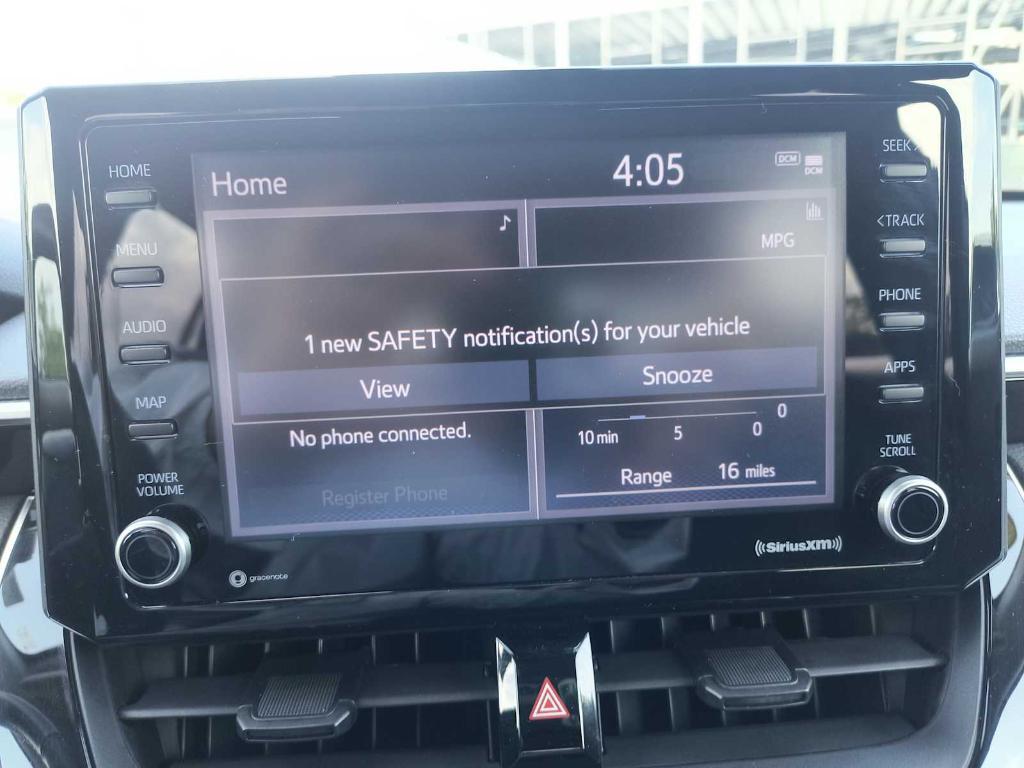 HOME
MENU
AUDIO
MAP
POWER
VOLUME
Home
4:05
DCM
DCM
MPG
1 new SAFETY notification(s) for your vehicle
View
Snooze
No phone connected.
Register Phone
0
10 min 5 0
Range 16 miles
SEEK>
<TRACK
PHONE
APPS
TUNE
SCROLL
g gracenote
((SiriusXM))